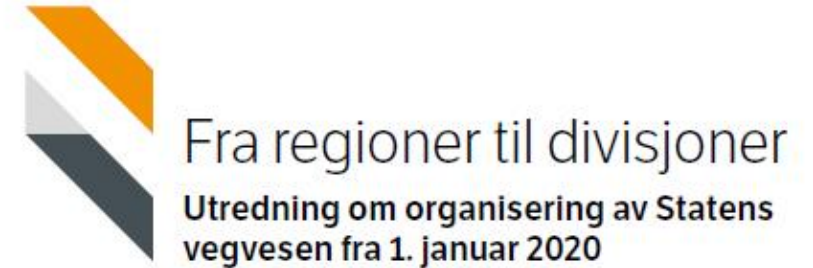 Fra regioner til divisjoner
Utredning om organisering av Statens
vegvesen fra 1. januar 2020